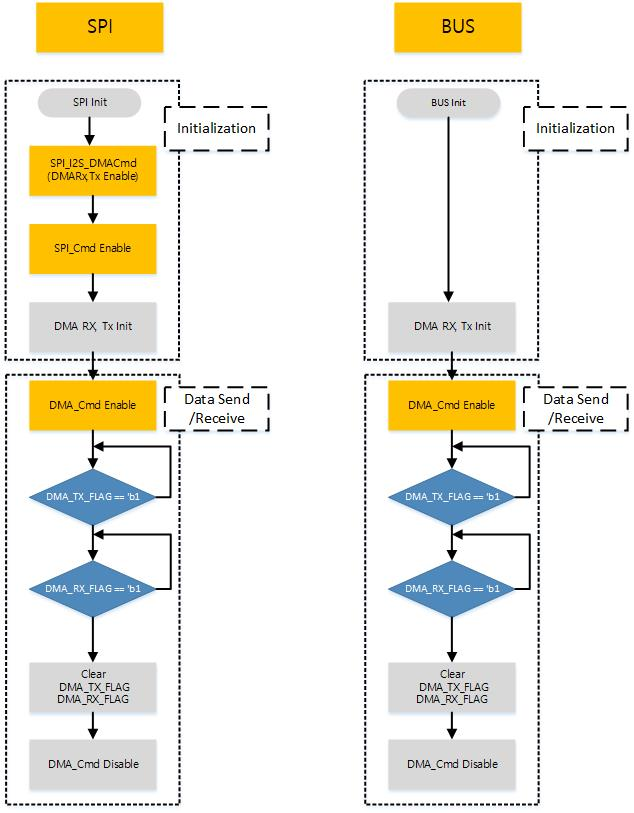 SPI
SPI Init
Initialization
SPI_I2S_DMACmd
(DMARx,Tx Enable)
SPI_Cmd Enable
DMA RX, Tx Init
DMA_Cmd Enable
Data Send
/Receive
DMA_TX_FLAG == 'b1
DMA_RX_FLAG == 'b1
Clear
DMA_TX_FLAG
DMA_RX_FLAG
DMA_Cmd Disable
BUS
BUS Init
Initialization
DMA RX, Tx Init
DMA_Cmd Enable
Data Send
/Receive
DMA_TX_FLAG == 'b1
DMA_RX_FLAG == 'b1
Clear
DMA_TX_FLAG
DMA_RX_FLAG
DMA_Cmd Disable